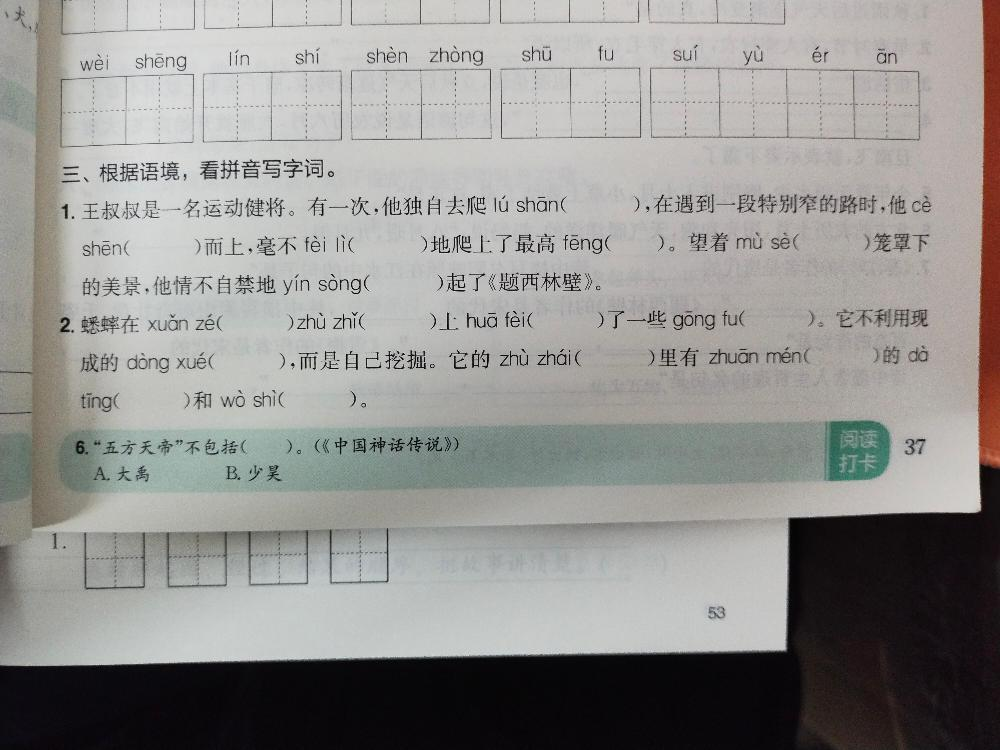 wèi shēng lín shí shèn zhòng shū fu suí yù ér ān
三、根据语境，看拼音写字词。
1. 王叔叔是一名运动健将。有一次,他独自去爬 lú shān( ),在遇到一段特别窄的路时,他 cè
shēn( )而上,毫不 fèi lì( )地爬上了最高 fēng( )。望着 mù sè( )笼罩下
的美景,他情不自禁地 yín sòng( )起了《题西林壁》。
2. 蟋蟀在 xuǎn zé( )zhù zhǐ( )上 huā fèi( )了一些 gōng fu( )。它不利用现
成的 dòng xué( ),而是自己挖掘。它的 zhù zhái( )里有 zhuān mén( )的 dà
tīng( )和 wò shì( )。
6. “五方天帝”不包括( )。(《中国神话传说》)
A. 大禹 B. 少昊
阅读
打卡
37
1.
53